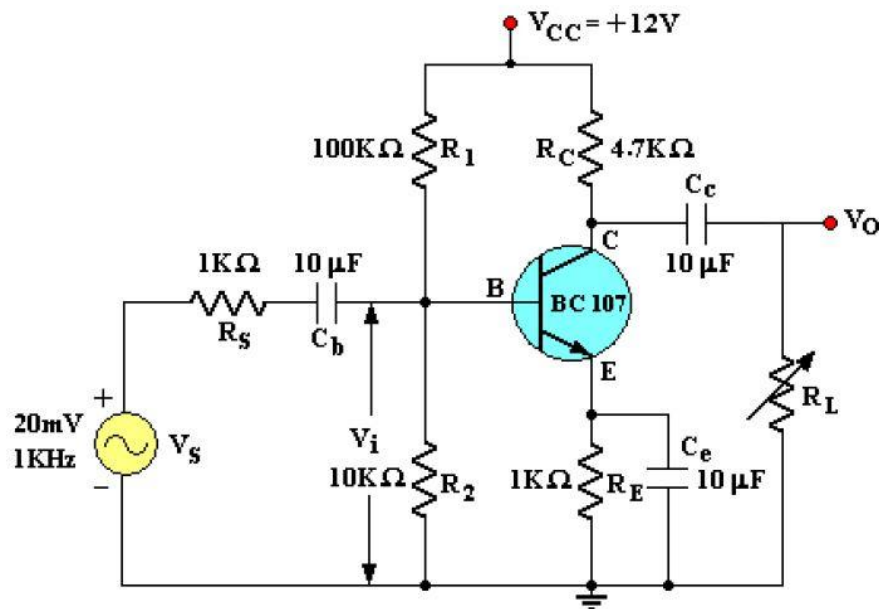 V_CC = +12V
100KΩ R_1
R_C 4.7KΩ
C_c
10 μF
V_O
C
1KΩ
R_S
10 μF
C_b
B
BC 107
E
20mV
1KHz
+
−
V_S
V_i
10KΩ R_2
1KΩ R_E
C_e
10 μF
R_L